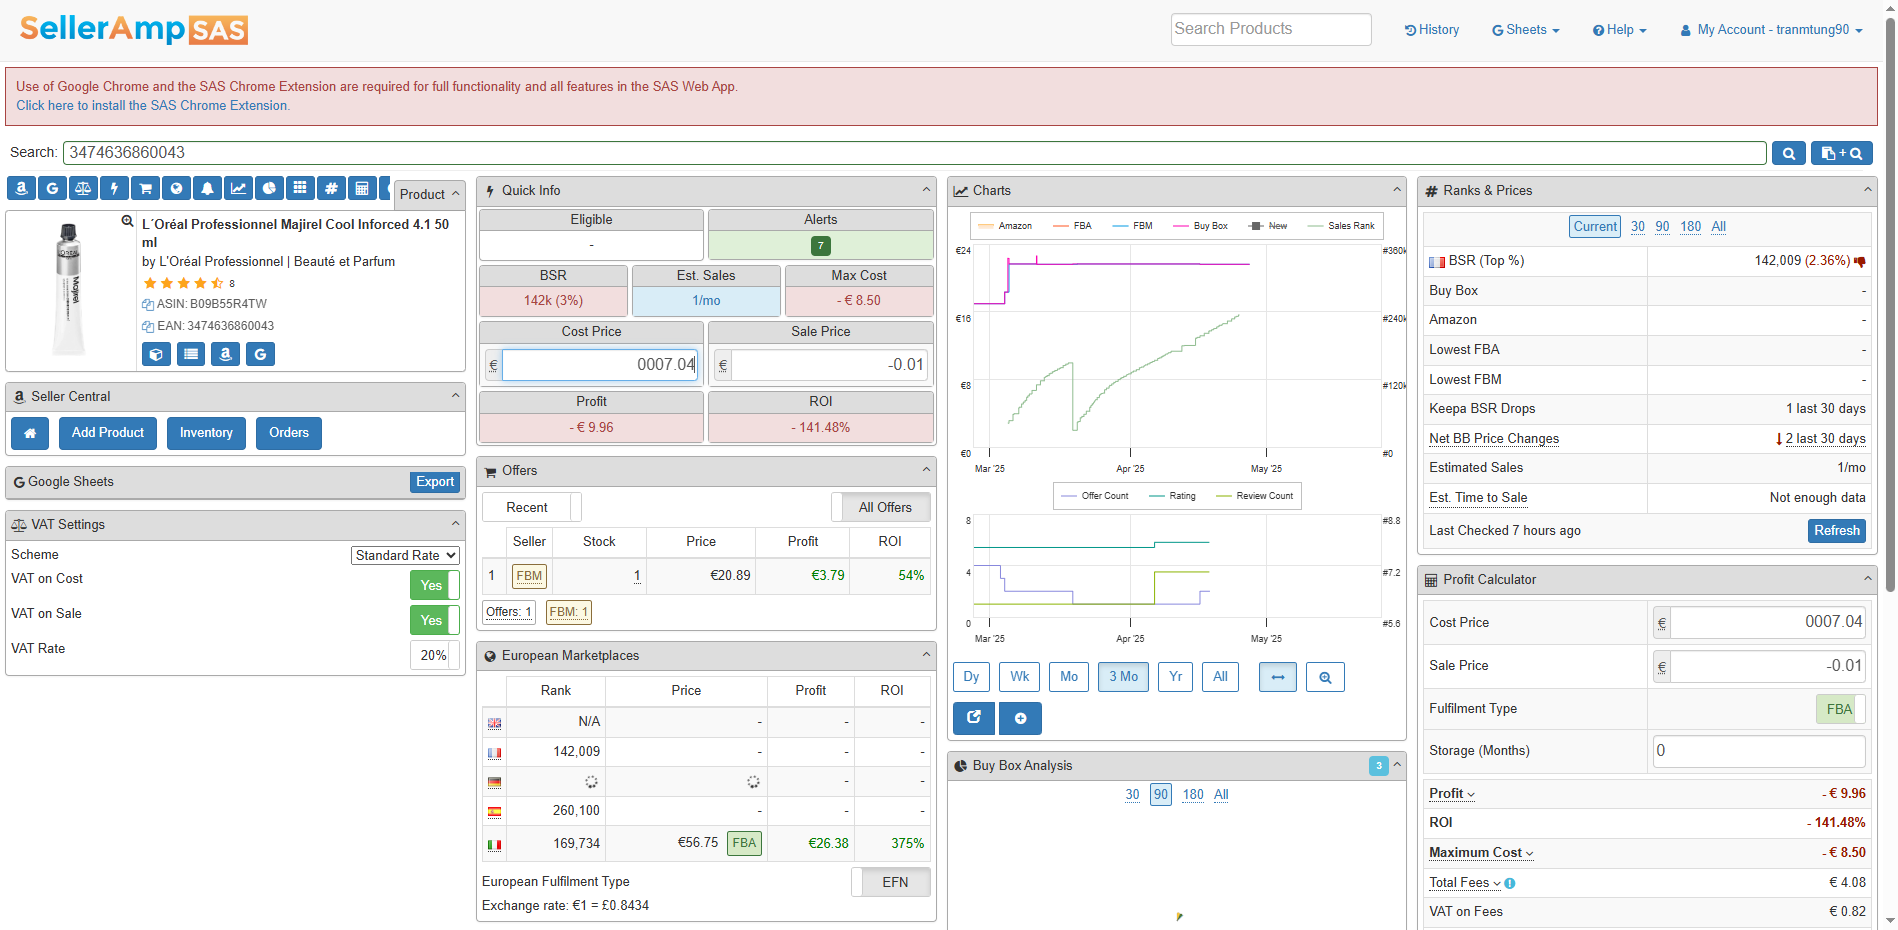 SellerAmp SAS
Search Products
History
Sheets
Help
My Account - tranmtung90
Use of Google Chrome and the SAS Chrome Extension are required for full functionality and all features in the SAS Web App.
Click here to install the SAS Chrome Extension.
Search: 3474636860043
Product
L´Oréal Professionnel Majirel Cool Inforced 4.1 50 ml
by L'Oréal Professionnel | Beauté et Parfum
8
ASIN: B09B55R4TW
EAN: 3474636860043
Seller Central
Add Product
Inventory
Orders
Google Sheets
Export
VAT Settings
Scheme Standard Rate
VAT on Cost Yes
VAT on Sale Yes
VAT Rate 20%
Quick Info
Eligible Alerts
- 7
BSR Est. Sales Max Cost
142k (3%) 1/mo - € 8.50
Cost Price Sale Price
€ 0007.04 € -0.01
Profit ROI
- € 9.96 - 141.48%
Offers
Recent All Offers
Seller Stock Price Profit ROI
1 FBM 1 €20.89 €3.79 54%
Offers: 1 FBM: 1
European Marketplaces
Rank Price Profit ROI
N/A - - -
142,009 - - -
- -
260,100 - - -
169,734 €56.75 FBA €26.38 375%
European Fulfilment Type EFN
Exchange rate: €1 = £0.8434
Charts
Amazon FBA FBM Buy Box New Sales Rank
€24 #360k
€16 #240k
€8 #120k
€0 #0
Mar '25 Apr '25 May '25
Offer Count Rating Review Count
8 #8.8
4 #7.2
0 #5.6
Mar '25 Apr '25 May '25
Dy Wk Mo 3 Mo Yr All
Buy Box Analysis 3
30 90 180 All
Ranks & Prices
Current 30 90 180 All
BSR (Top %) 142,009 (2.36%)
Buy Box -
Amazon -
Lowest FBA -
Lowest FBM -
Keepa BSR Drops 1 last 30 days
Net BB Price Changes 2 last 30 days
Estimated Sales 1/mo
Est. Time to Sale Not enough data
Last Checked 7 hours ago Refresh
Profit Calculator
Cost Price € 0007.04
Sale Price € -0.01
Fulfilment Type FBA
Storage (Months) 0
Profit - € 9.96
ROI - 141.48%
Maximum Cost - € 8.50
Total Fees € 4.08
VAT on Fees € 0.82